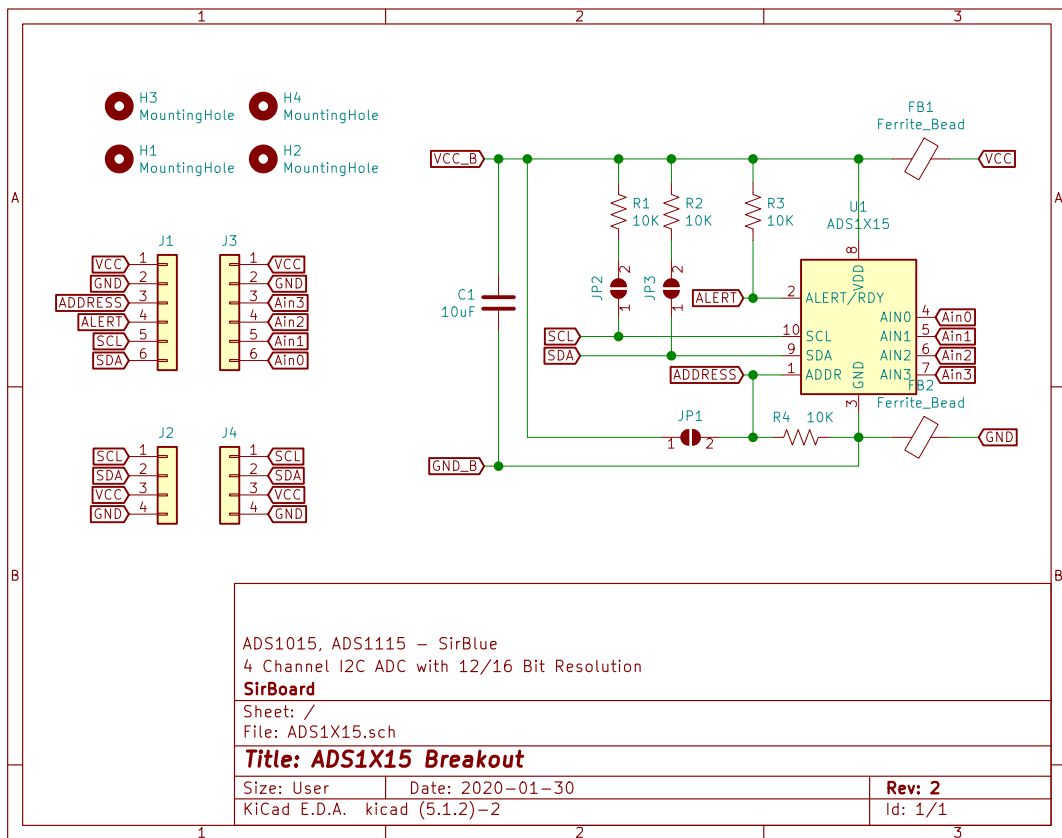 1 2 3
A A
B B
H3
MountingHole
H4
MountingHole
H1
MountingHole
H2
MountingHole
FB1
Ferrite_Bead
VCC_B
VCC
R1
10K
R2
10K
R3
10K
U1
ADS1X15
8
VDD
JP2
2
1
JP3
2
1
C1
10uF
ALERT
2 ALERT/RDY
AIN0 4 Ain0
SCL
10 SCL
AIN1 5 Ain1
SDA
9 SDA
AIN2 6 Ain2
ADDRESS
1 ADDR
AIN3 7 Ain3
GND
3
FB2
Ferrite_Bead
JP1
1 2
R4 10K
GND
GND_B
J1
VCC 1
GND 2
ADDRESS 3
ALERT 4
SCL 5
SDA 6
J3
1 VCC
2 GND
3 Ain3
4 Ain2
5 Ain1
6 Ain0
J2
SCL 1
SDA 2
VCC 3
GND 4
J4
1 SCL
2 SDA
3 VCC
4 GND
ADS1015, ADS1115 – SirBlue
4 Channel I2C ADC with 12/16 Bit Resolution
SirBoard
Sheet: /
File: ADS1X15.sch
Title: ADS1X15 Breakout
Size: User Date: 2020-01-30 Rev: 2
KiCad E.D.A. kicad (5.1.2)-2 Id: 1/1
1 2 3